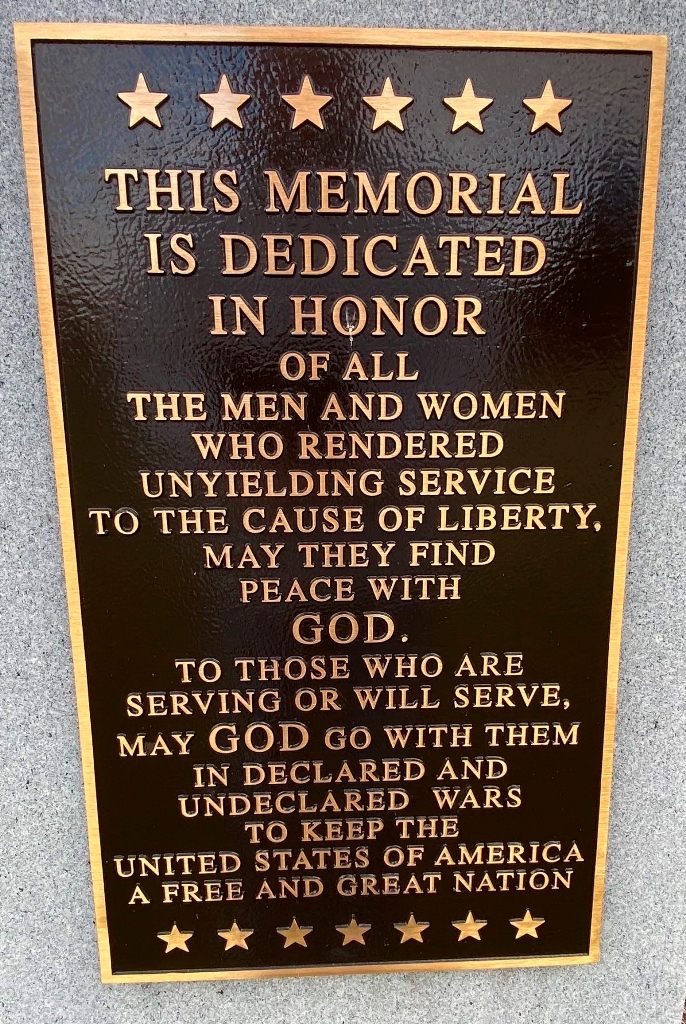 THIS MEMORIAL
IS DEDICATED
IN HONOR
OF ALL
THE MEN AND WOMEN
WHO RENDERED
UNYIELDING SERVICE
TO THE CAUSE OF LIBERTY,
MAY THEY FIND
PEACE WITH
GOD.
TO THOSE WHO ARE
SERVING OR WILL SERVE,
MAY GOD GO WITH THEM
IN DECLARED AND
UNDECLARED WARS
TO KEEP THE
UNITED STATES OF AMERICA
A FREE AND GREAT NATION